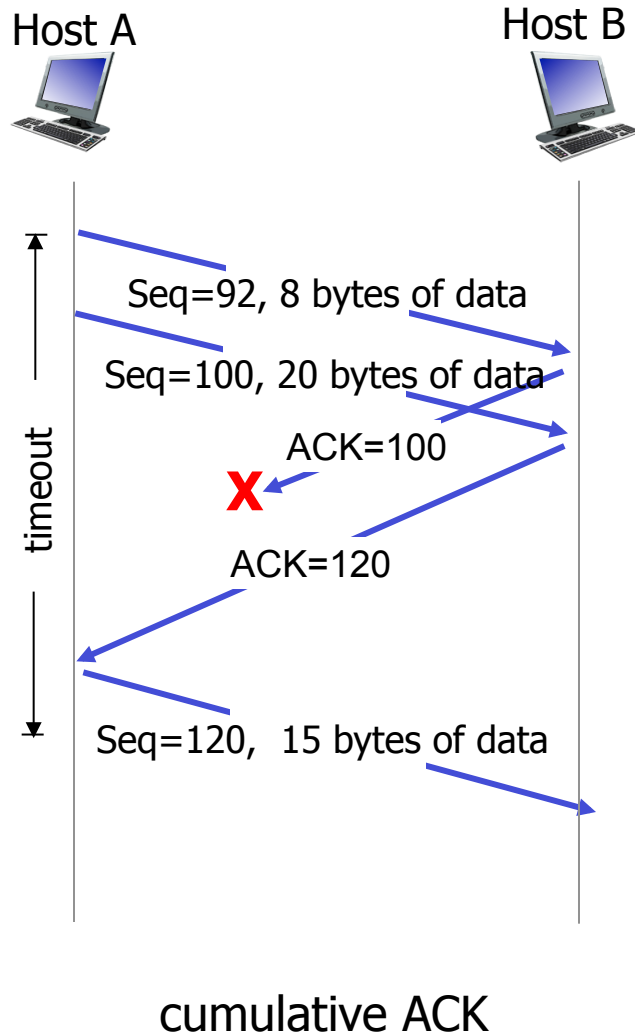 Host A
Host B
Seq=92, 8 bytes of data
Seq=100, 20 bytes of data
timeout
ACK=100
X
ACK=120
Seq=120, 15 bytes of data
cumulative ACK